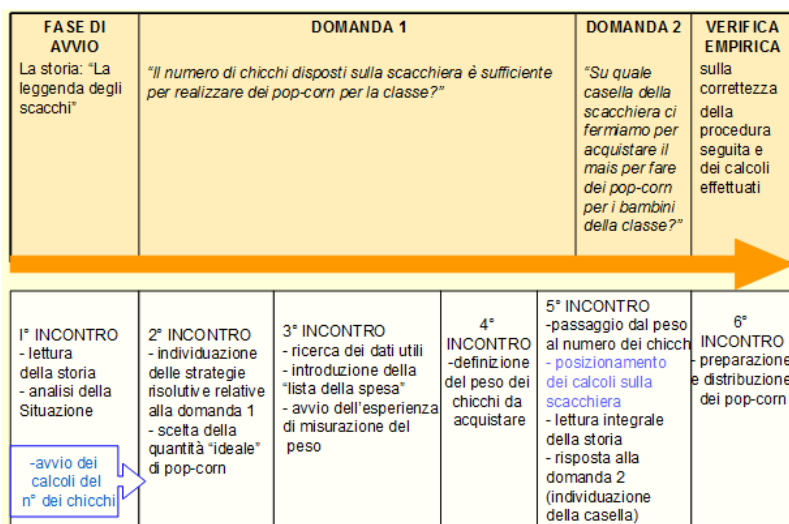 FASE DI
AVVIO
La storia: “La
leggenda degli
scacchi”
DOMANDA 1
“Il numero di chicchi disposti sulla scacchiera è sufficiente
per realizzare dei pop-corn per la classe?”
DOMANDA 2
“Su quale
casella della
scacchiera ci
fermiamo per
acquistare il
mais per fare
dei pop-corn
per i bambini
della classe?”
VERIFICA
EMPIRICA
sulla
correttezza
della
procedura
seguita e
dei calcoli
effettuati
I° INCONTRO
- lettura
della storia
- analisi della
Situazione
-avvio dei
calcoli del
n° dei chicchi
2° INCONTRO
- individuazione
delle strategie
risolutive relative
alla domanda 1
- scelta della
quantità “ideale”
di pop-corn
3° INCONTRO
- ricerca dei dati utili
- introduzione della
“lista della spesa”
- avvio dell’esperienza
di misurazione del
peso
4°
INCONTRO
-definizione
del peso dei
chicchi da
acquistare
5° INCONTRO
-passaggio dal peso
al numero dei chicch
- posizionamento
dei calcoli sulla
scacchiera
- lettura integrale
della storia
- risposta alla
domanda 2
(individuazione
della casella)
6°
INCONTRO
- preparazione
e distribuzione
dei pop-corn